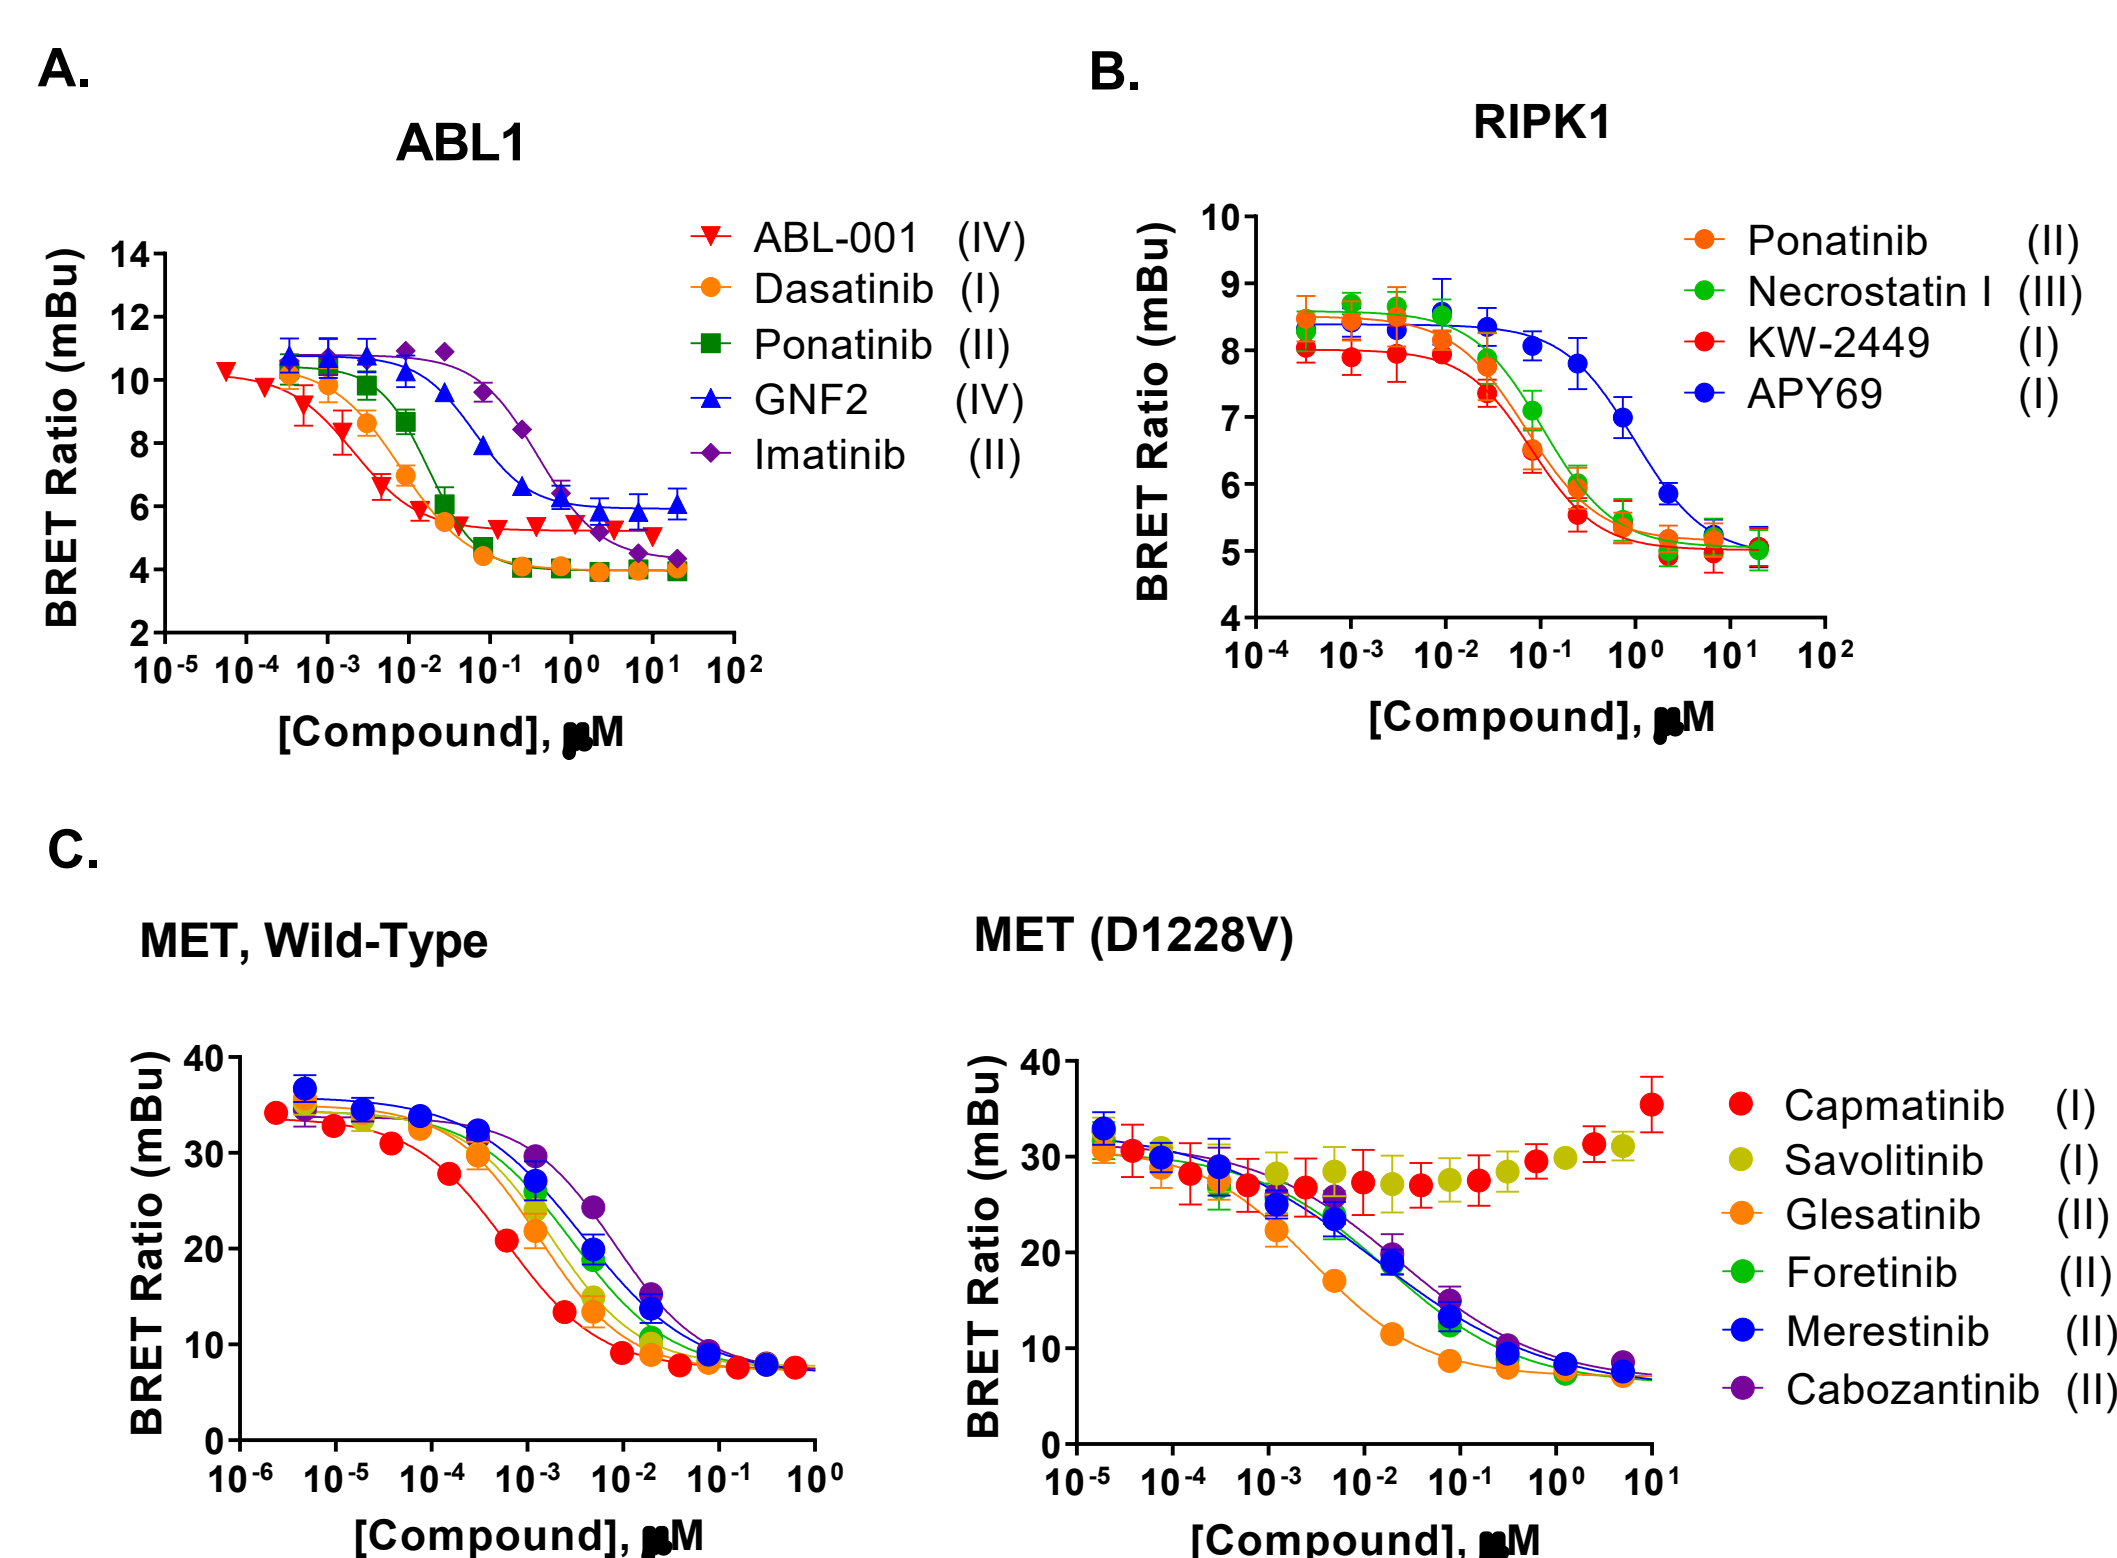 A.
ABL1
BRET Ratio (mBu)
14
12
10
8
6
4
2
10-5 10-4 10-3 10-2 10-1 100 101 102
[Compound], µM
ABL-001 (IV)
Dasatinib (I)
Ponatinib (II)
GNF2 (IV)
Imatinib (II)
B.
RIPK1
BRET Ratio (mBu)
10
9
8
7
6
5
4
10-4 10-3 10-2 10-1 100 101 102
[Compound], µM
Ponatinib (II)
Necrostatin I (III)
KW-2449 (I)
APY69 (I)
C.
MET, Wild-Type
BRET Ratio (mBu)
40
30
20
10
0
10-6 10-5 10-4 10-3 10-2 10-1 100
[Compound], µM
MET (D1228V)
BRET Ratio (mBu)
40
30
20
10
0
10-5 10-4 10-3 10-2 10-1 100 101
[Compound], µM
Capmatinib (I)
Savolitinib (I)
Glesatinib (II)
Foretinib (II)
Merestinib (II)
Cabozantinib (II)